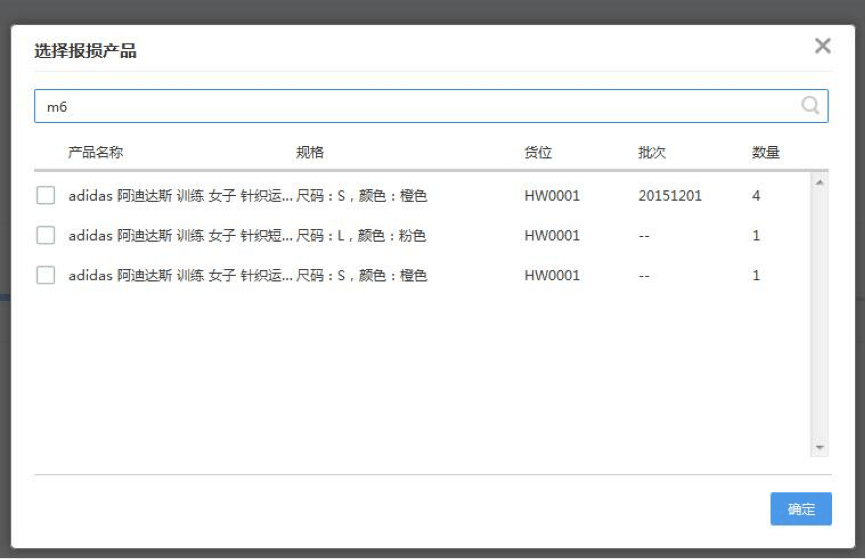 选择报损产品
m6
产品名称 规格 货位 批次 数量
adidas 阿迪达斯 训练 女子 针织运... 尺码：S，颜色：橙色 HW0001 20151201 4
adidas 阿迪达斯 训练 女子 针织短... 尺码：L，颜色：粉色 HW0001 -- 1
adidas 阿迪达斯 训练 女子 针织运... 尺码：S，颜色：橙色 HW0001 -- 1
确定